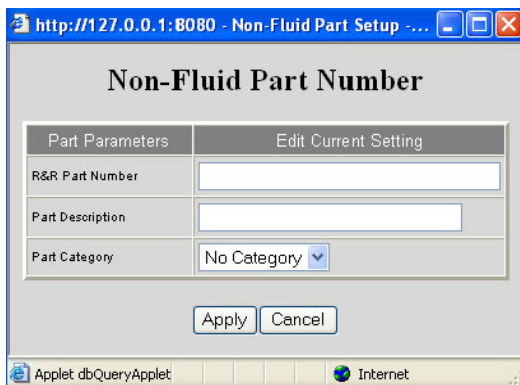 http://127.0.0.1:8080 - Non-Fluid Part Setup -...
Non-Fluid Part Number
Part Parameters Edit Current Setting
R&R Part Number
Part Description
Part Category No Category
Apply Cancel
Applet dbQueryApplet Internet